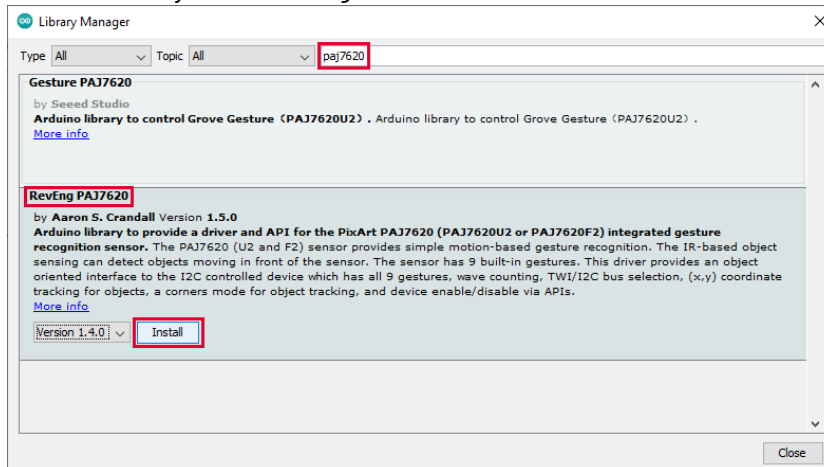 Library Manager
Type All Topic All paj7620
Gesture PAJ7620
by Seeed Studio
Arduino library to control Grove Gesture（PAJ7620U2）. Arduino library to control Grove Gesture（PAJ7620U2）.
More info
RevEng PAJ7620
by Aaron S. Crandall Version 1.5.0
Arduino library to provide a driver and API for the PixArt PAJ7620 (PAJ7620U2 or PAJ7620F2) integrated gesture
recognition sensor. The PAJ7620 (U2 and F2) sensor provides simple motion-based gesture recognition. The IR-based object
sensing can detect objects moving in front of the sensor. The sensor has 9 built-in gestures. This driver provides an object
oriented interface to the I2C controlled device which has all 9 gestures, wave counting, TWI/I2C bus selection, (x,y) coordinate
tracking for objects, a corners mode for object tracking, and device enable/disable via APIs.
More info
Version 1.4.0 Install
Close